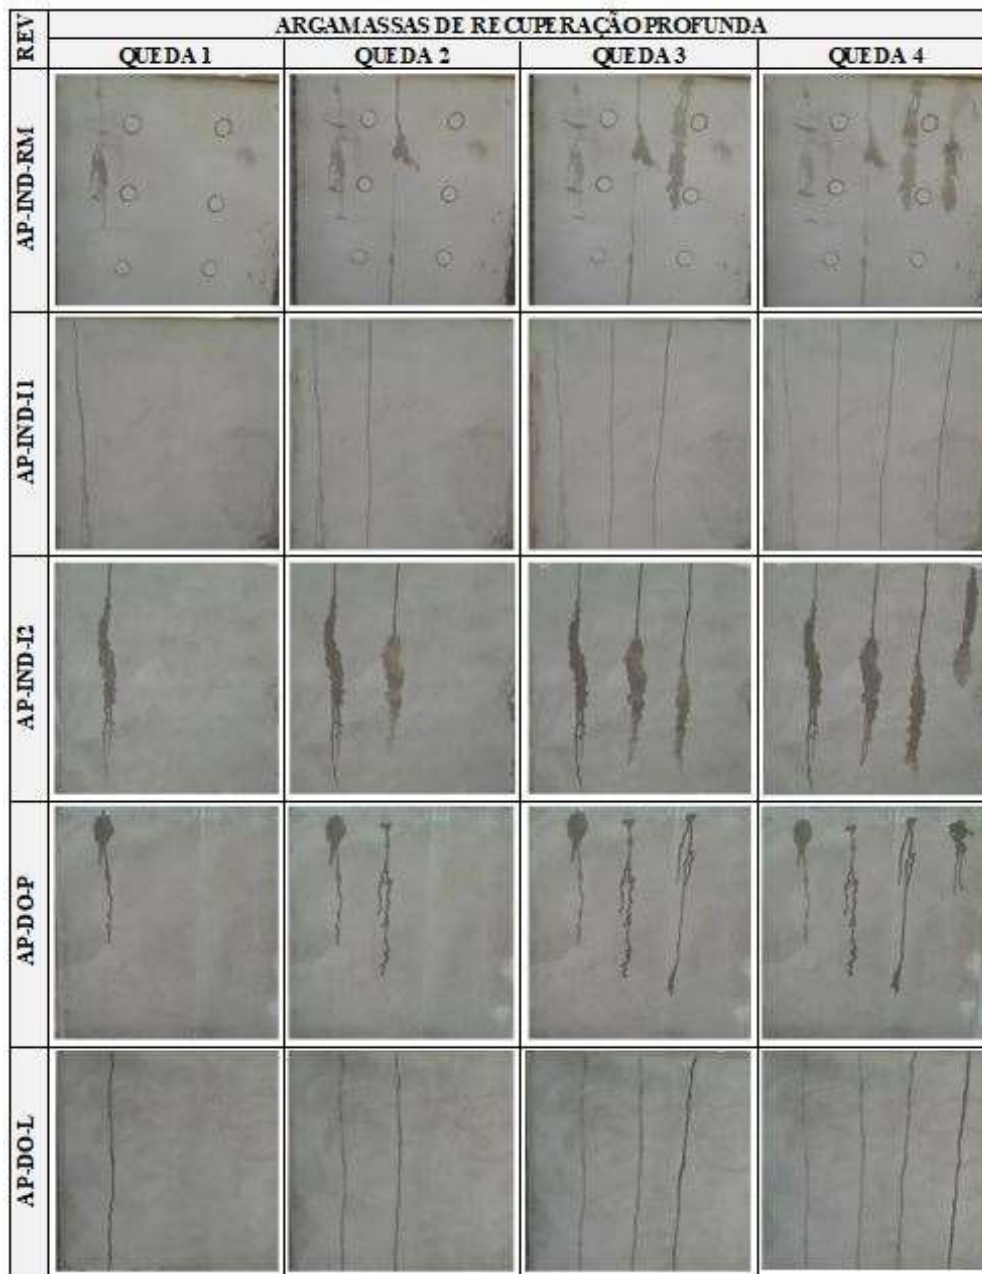 REV
ARGAMASSAS DE RECUPERAÇÃO PROFUNDA
QUEDA 1
QUEDA 2
QUEDA 3
QUEDA 4
AP-IND-RM
AP-IND-I1
AP-IND-I2
AP-DO-P
AP-DO-L